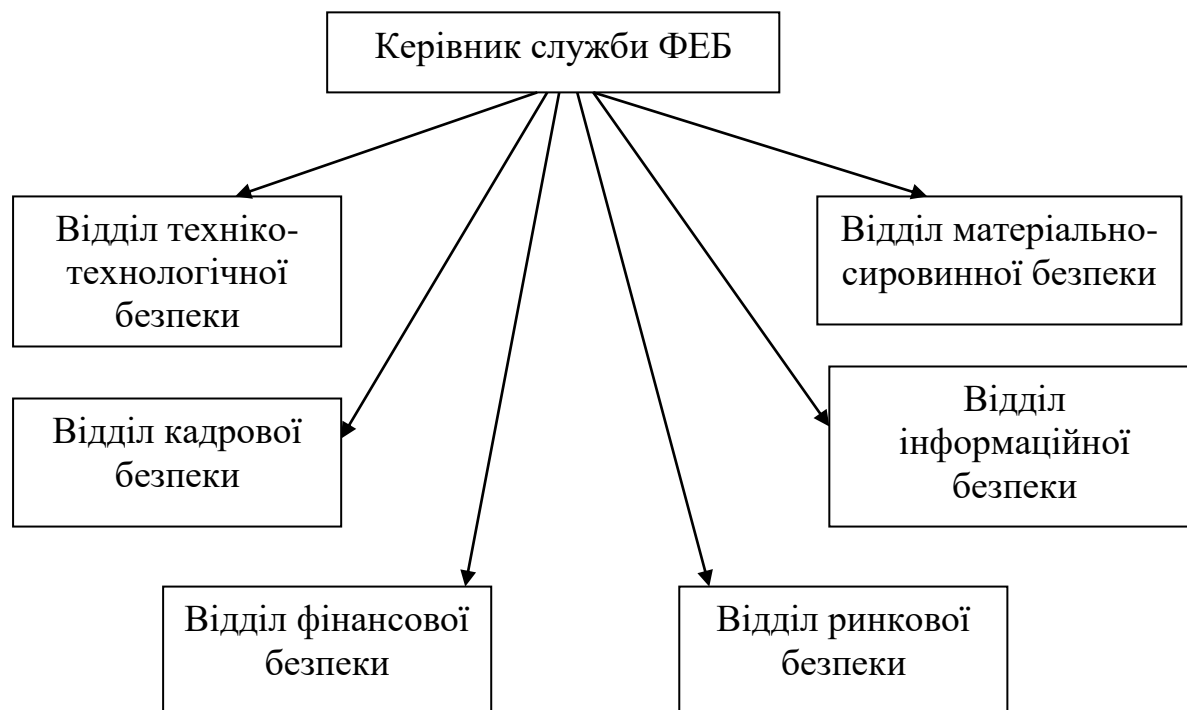 Керівник служби ФЕБ
Відділ техніко-
технологічної
безпеки
Відділ матеріально-
сировинної безпеки
Відділ кадрової
безпеки
Відділ
інформаційної
безпеки
Відділ фінансової
безпеки
Відділ ринкової
безпеки